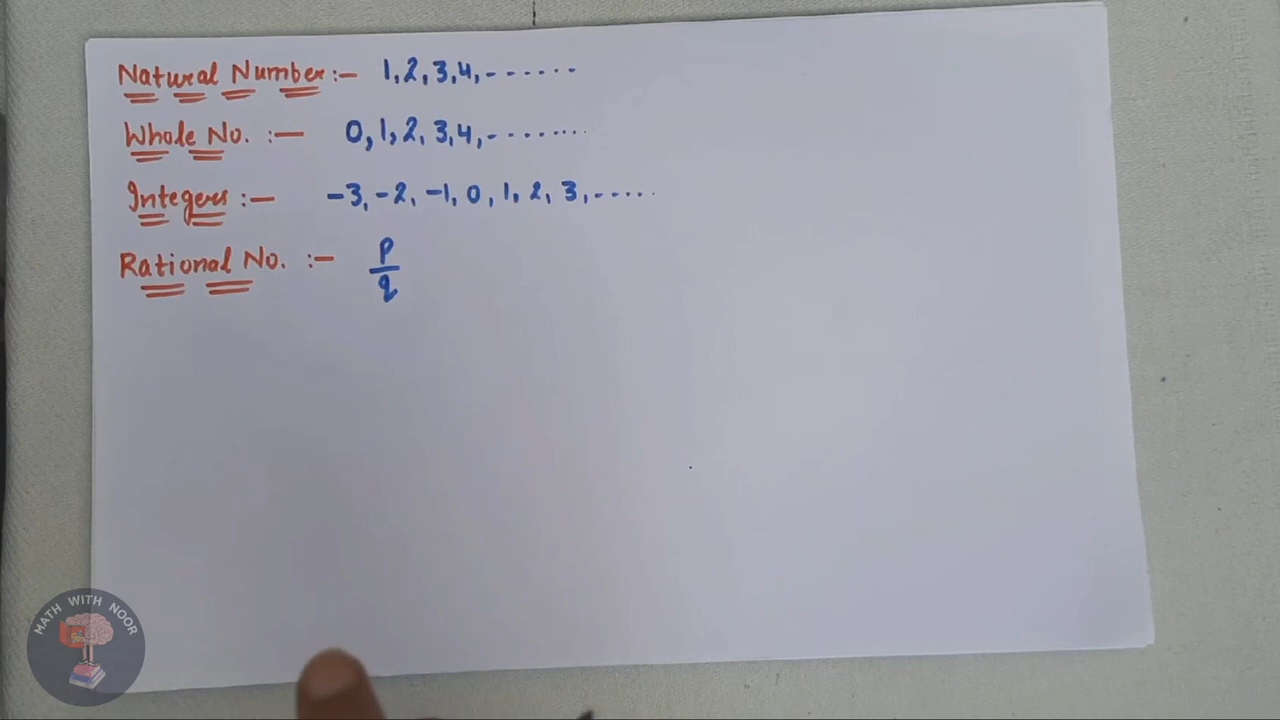 Natural Number :- 1, 2, 3, 4, -------
Whole No. :- 0, 1, 2, 3, 4, --------
Integers :- -3, -2, -1, 0, 1, 2, 3, ------
Rational No. :- p/q
MATH WITH NOOR